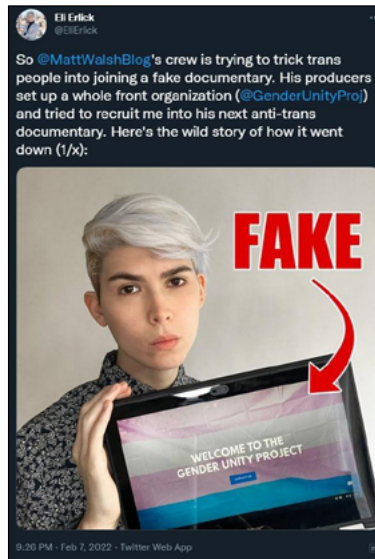 Eli Erlick
@EliErlick
So @MattWalshBlog's crew is trying to trick trans
people into joining a fake documentary. His producers
set up a whole front organization (@GenderUnityProj)
and tried to recruit me into his next anti-trans
documentary. Here's the wild story of how it went
down (1/x):
FAKE
WELCOME TO THE
GENDER UNITY PROJECT
9:26 PM · Feb 7, 2022 · Twitter Web App